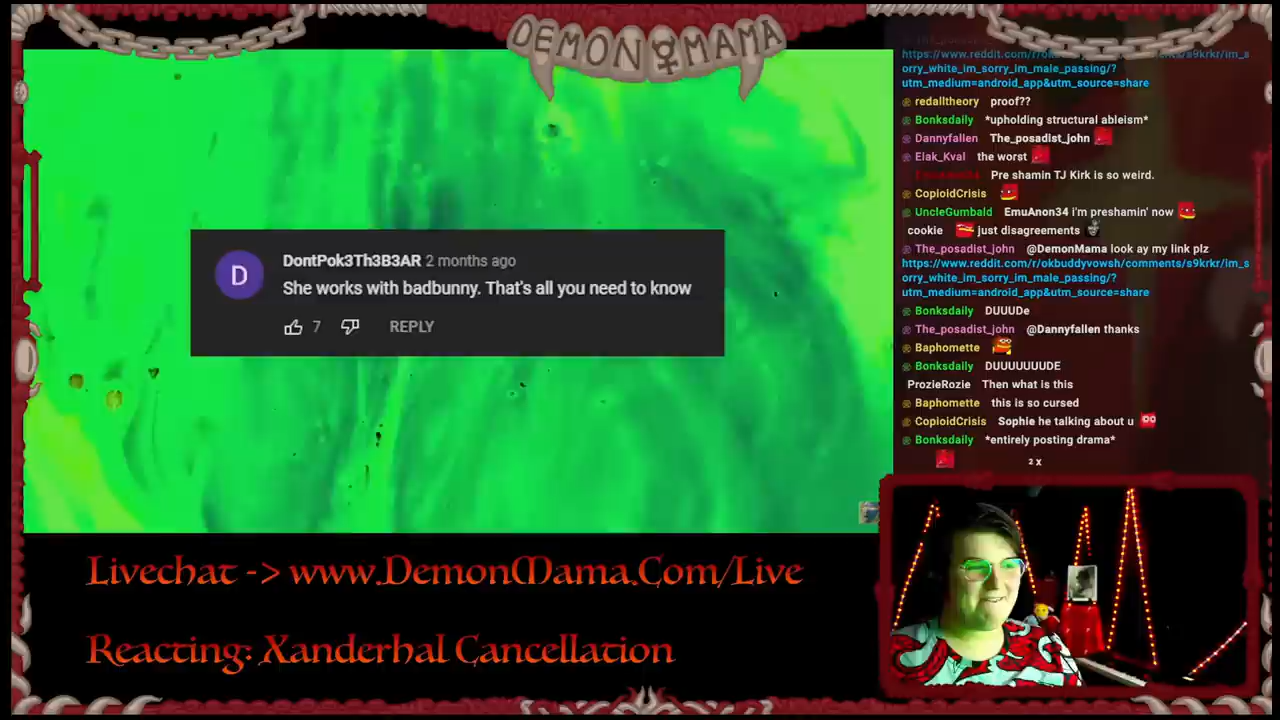 DEMON MAMA
https://www.reddit.com/r/okbuddyvowsh/comments/s9krkr/im_s
orry_white_im_sorry_im_male_passing/?
utm_medium=android_app&utm_source=share
redalltheory proof??
Bonksdaily *upholding structural ableism*
Dannyfallen The_posadist_john
Elak_Kval the worst
Pre shamin TJ Kirk is so weird.
CopioidCrisis
UncleGumbald EmuAnon34 i'm preshamin' now
cookie just disagreements
The_posadist_john @DemonMama look ay my link plz
https://www.reddit.com/r/okbuddyvowsh/comments/s9krkr/im_s
orry_white_im_sorry_im_male_passing/?
utm_medium=android_app&utm_source=share
Bonksdaily DUUUDe
The_posadist_john @Dannyfallen thanks
Baphomette
Bonksdaily DUUUUUUUDE
ProzieRozie Then what is this
Baphomette this is so cursed
CopioidCrisis Sophie he talking about u
Bonksdaily *entirely posting drama*
2 x
D
DontPok3Th3B3AR 2 months ago
She works with badbunny. That's all you need to know
7 REPLY
Livechat -> www.DemonMama.Com/Live
Reacting: Xanderhal Cancellation